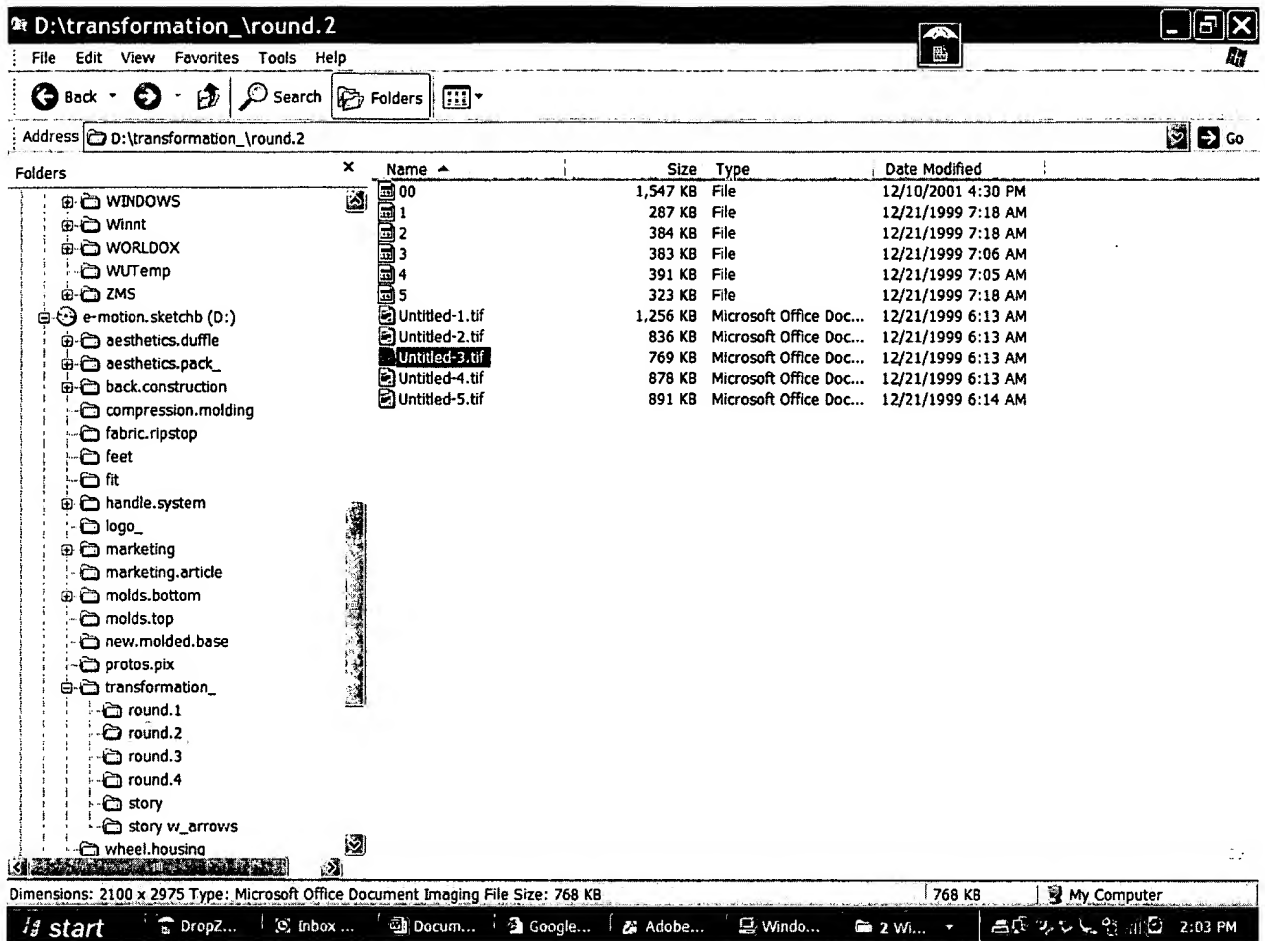 D:\transformation_\round.2
File Edit View Favorites Tools Help
Back Search Folders
Address D:\transformation_\round.2 Go
Folders x
WINDOWS
Winnt
WORLDOX
WUTemp
ZMS
e-motion.sketchb (D:)
aesthetics.duffle
aesthetics.pack_
back.construction
compression.molding
fabric.ripstop
feet
fit
handle.system
logo_
marketing
marketing.article
molds.bottom
molds.top
new.molded.base
protos.pix
transformation_
round.1
round.2
round.3
round.4
story
story w_arrows
wheel.housing
Name Size Type Date Modified
00 1,547 KB File 12/10/2001 4:30 PM
1 287 KB File 12/21/1999 7:18 AM
2 384 KB File 12/21/1999 7:18 AM
3 383 KB File 12/21/1999 7:06 AM
4 391 KB File 12/21/1999 7:05 AM
5 323 KB File 12/21/1999 7:18 AM
Untitled-1.tif 1,256 KB Microsoft Office Doc... 12/21/1999 6:13 AM
Untitled-2.tif 836 KB Microsoft Office Doc... 12/21/1999 6:13 AM
Untitled-3.tif 769 KB Microsoft Office Doc... 12/21/1999 6:13 AM
Untitled-4.tif 878 KB Microsoft Office Doc... 12/21/1999 6:13 AM
Untitled-5.tif 891 KB Microsoft Office Doc... 12/21/1999 6:14 AM
Dimensions: 2100 x 2975 Type: Microsoft Office Document Imaging File Size: 768 KB 768 KB My Computer
start DropZ... Inbox ... Docum... Google... Adobe... Windo... 2 Wi... 2:03 PM